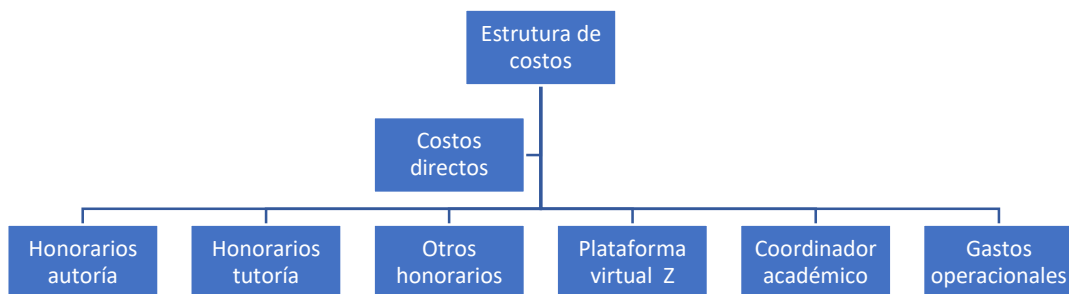 Estrutura de
costos
Costos
directos
Honorarios
autoría
Honorarios
tutoría
Otros
honorarios
Plataforma
virtual Z
Coordinador
académico
Gastos
operacionales